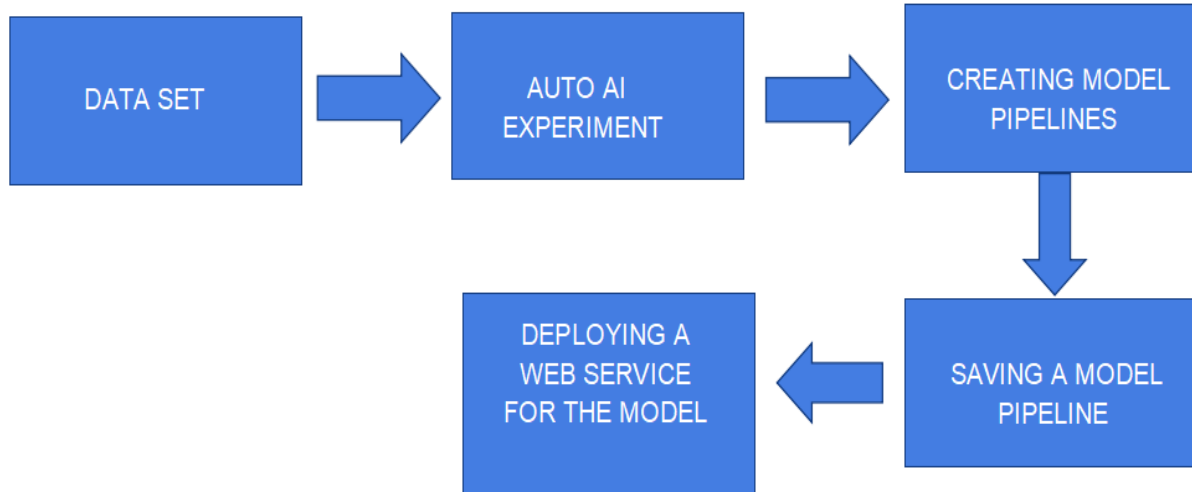 DATA SET
AUTO AI
EXPERIMENT
CREATING MODEL
PIPELINES
SAVING A MODEL
PIPELINE
DEPLOYING A
WEB SERVICE
FOR THE MODEL